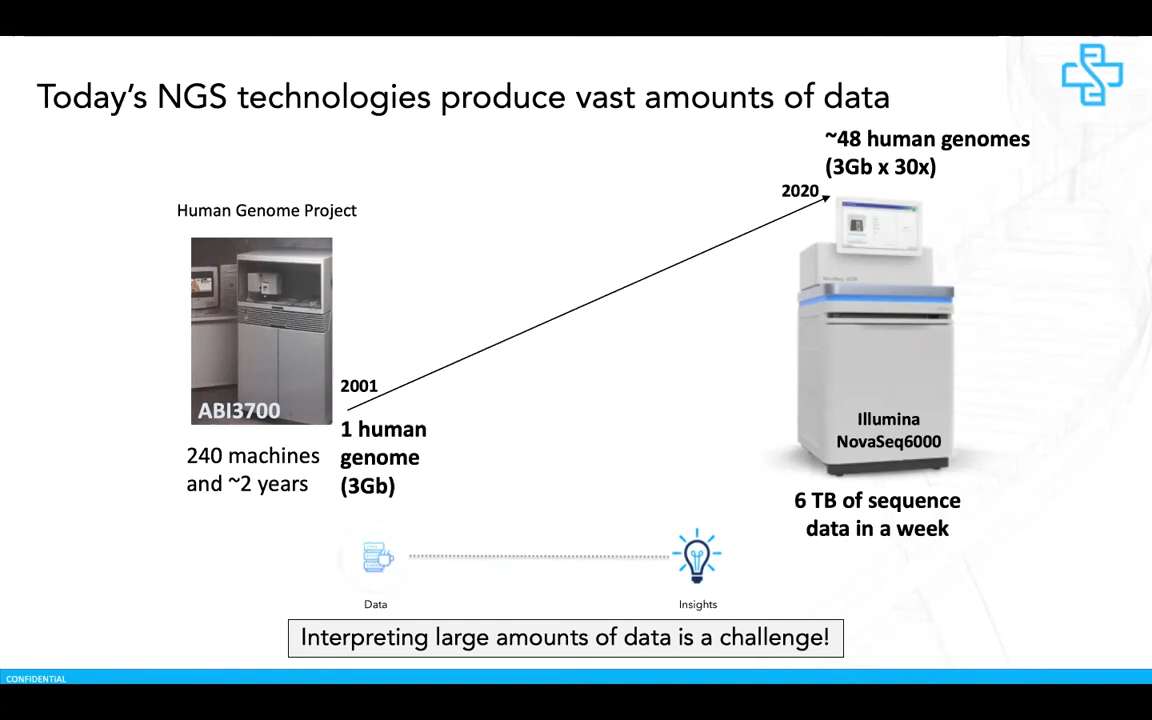 Today's NGS technologies produce vast amounts of data
~48 human genomes
(3Gb x 30x)
2020
Human Genome Project
ABI3700
2001
1 human
genome
(3Gb)
240 machines
and ~2 years
Illumina
NovaSeq6000
6 TB of sequence
data in a week
Data
Insights
Interpreting large amounts of data is a challenge!
CONFIDENTIAL